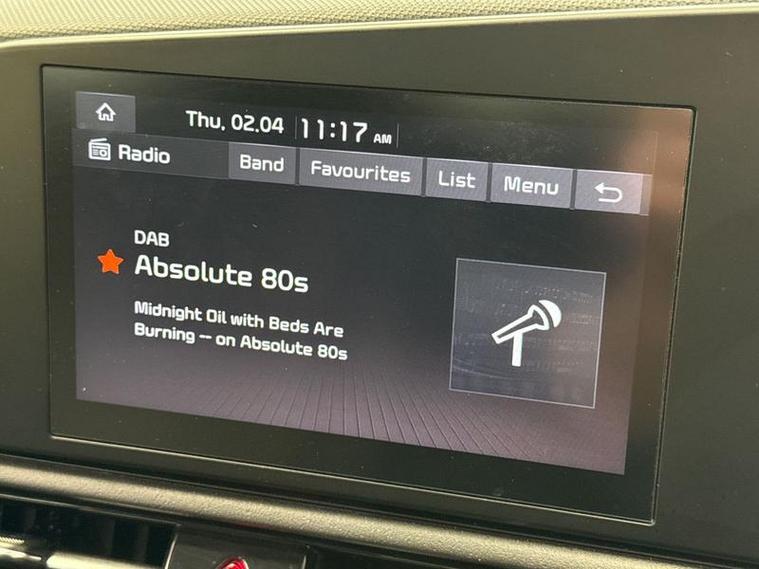 Thu, 02.04 11:17 AM
Radio Band Favourites List Menu
DAB
Absolute 80s
Midnight Oil with Beds Are
Burning -- on Absolute 80s